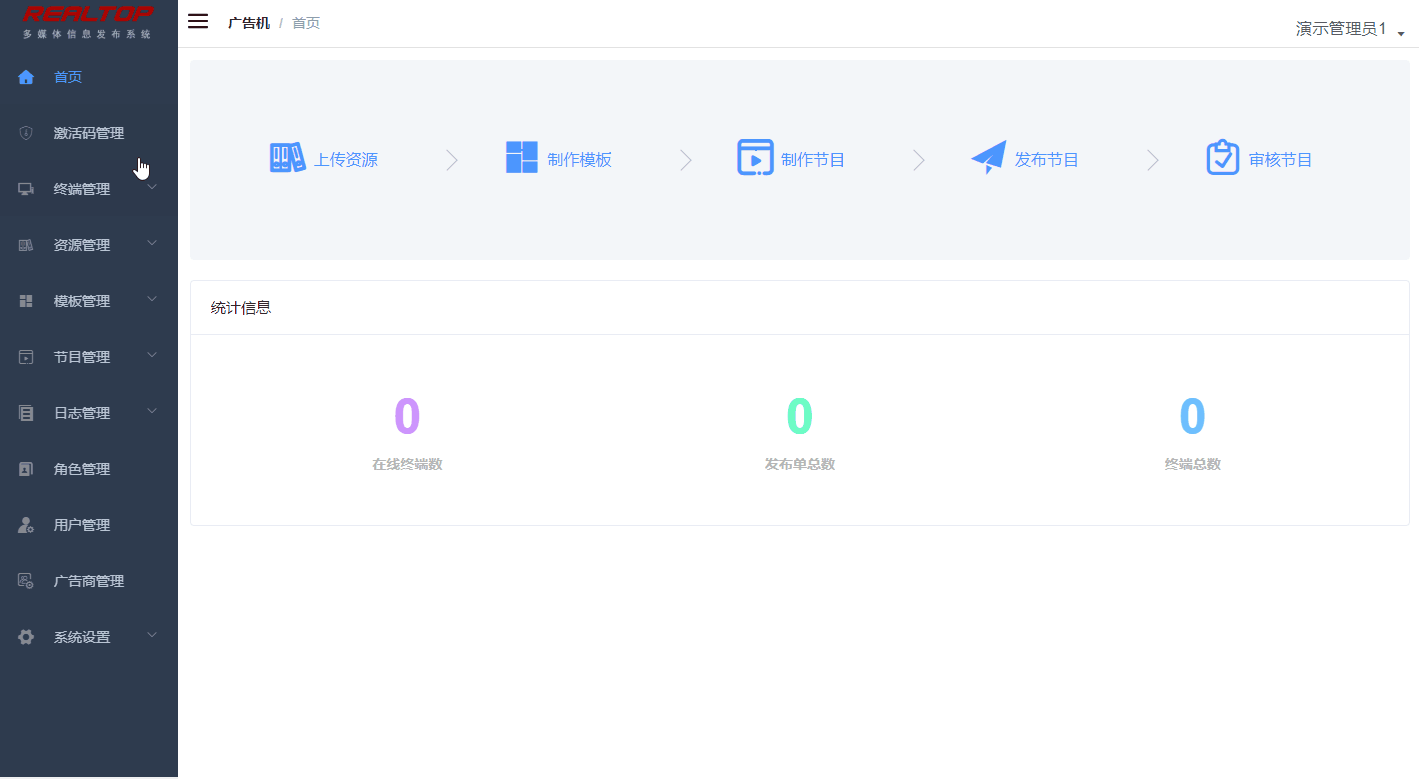 REALTOP
多媒体信息发布系统
首页
激活码管理
终端管理
资源管理
模板管理
节目管理
日志管理
角色管理
用户管理
广告商管理
系统设置
广告机 / 首页
演示管理员1
上传资源
制作模板
制作节目
发布节目
审核节目
统计信息
0
在线终端数
0
发布单总数
0
终端总数